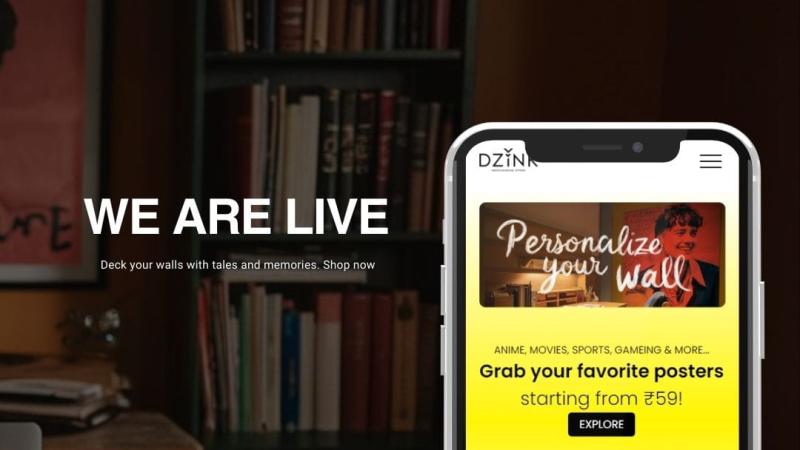 WE ARE LIVE
Deck your walls with tales and memories. Shop now
DZINK
Personalize
your Wall
ANIME, MOVIES, SPORTS, GAMEING & MORE...
Grab your favorite posters
starting from ₹59!
EXPLORE